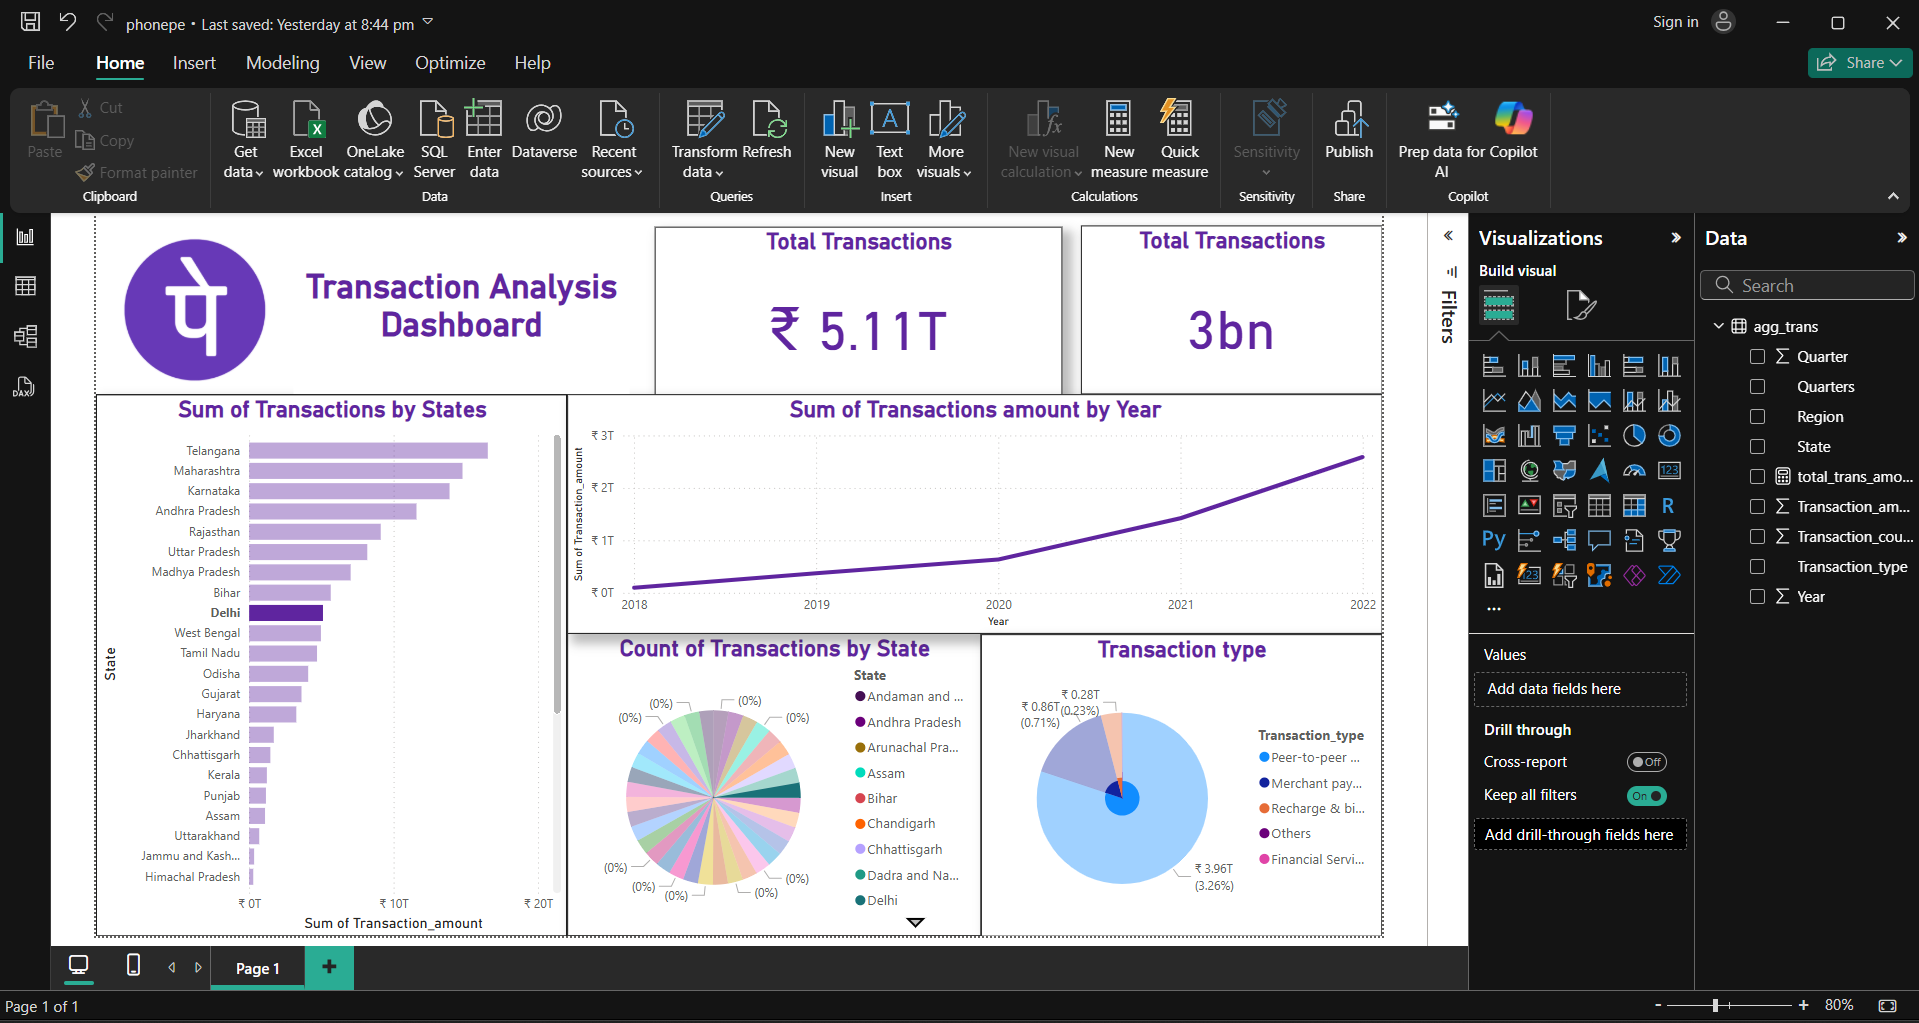 phonepe • Last saved: Yesterday at 8:44 pm
Sign in
File
Home
Insert
Modeling
View
Optimize
Help
Share
Paste
Cut
Copy
Format painter
Clipboard
Get data
Excel workbook
OneLake catalog
SQL Server
Enter data
Dataverse
Recent sources
Data
Transform data
Refresh
Queries
New visual
A
Text box
More visuals
Insert
New visual calculation
New measure
Quick measure
Calculations
Sensitivity
Sensitivity
Publish
Share
Prep data for AI
Copilot
Copilot
DAX
पे
Transaction Analysis
Dashboard
Total Transactions
₹ 5.11T
Total Transactions
3bn
Sum of Transactions by States
State
Telangana
Maharashtra
Karnataka
Andhra Pradesh
Rajasthan
Uttar Pradesh
Madhya Pradesh
Bihar
Delhi
West Bengal
Tamil Nadu
Odisha
Gujarat
Haryana
Jharkhand
Chhattisgarh
Kerala
Punjab
Assam
Uttarakhand
Jammu and Kash...
Himachal Pradesh
₹ 0T
₹ 10T
₹ 20T
Sum of Transaction_amount
Sum of Transactions amount by Year
Sum of Transaction_amount
₹ 3T
₹ 2T
₹ 1T
₹ 0T
2018
2019
2020
2021
2022
Year
Count of Transactions by State
(0%)
(0%)
(0%)
(0%)
(0%)
(0%)
(0%)
(0%)
(0%)
State
Andaman and ...
Andhra Pradesh
Arunachal Pra...
Assam
Bihar
Chandigarh
Chhattisgarh
Dadra and Na...
Delhi
Transaction type
₹ 0.28T
(0.23%)
₹ 0.86T
(0.71%)
₹ 3.96T
(3.26%)
Transaction_type
Peer-to-peer ...
Merchant pay...
Recharge & bi...
Others
Financial Servi...
Filters
Visualizations
Build visual
123
R
Py
123
...
Values
Add data fields here
Drill through
Cross-report
Off
Keep all filters
On
Add drill-through fields here
Data
Search
agg_trans
Quarter
Quarters
Region
State
total_trans_amo...
Transaction_am...
Transaction_cou...
Transaction_type
Year
Page 1
Page 1 of 1
80%